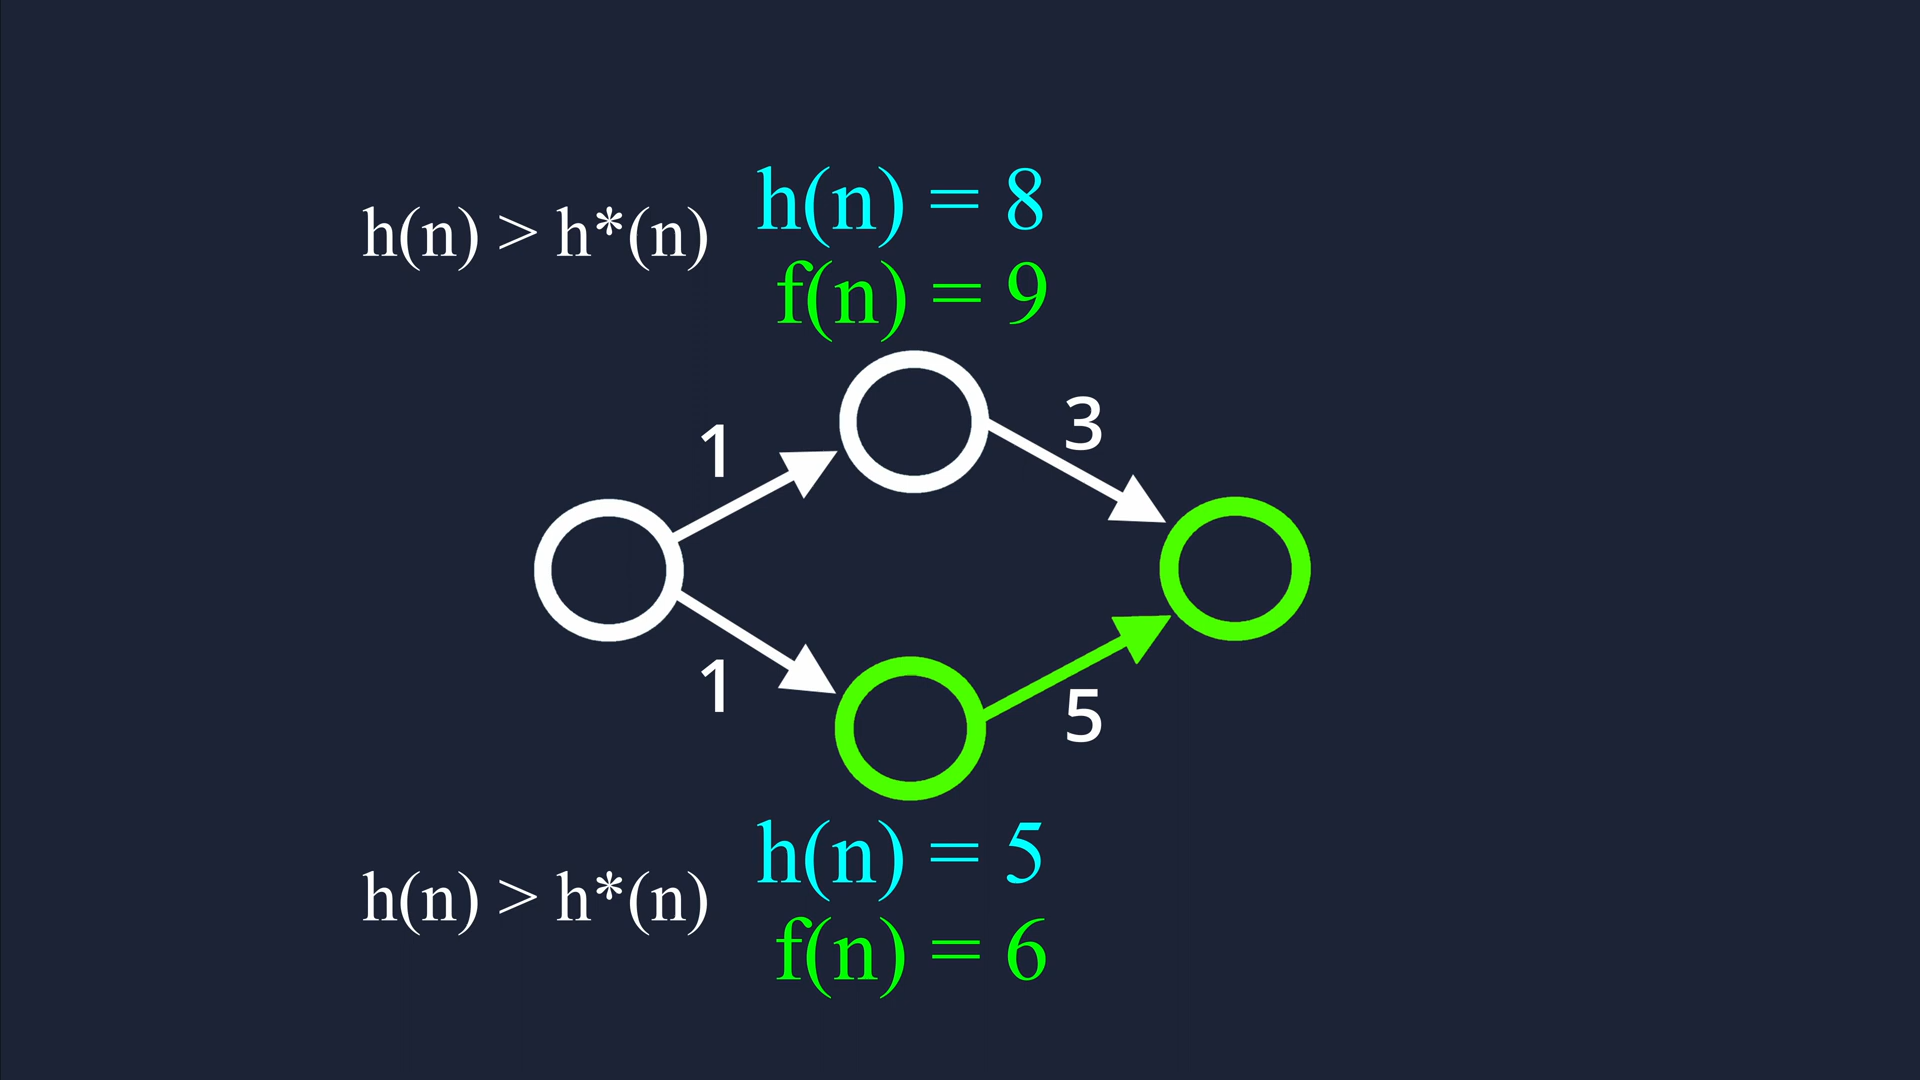 h(n) > h*(n)
h(n) = 8
f(n) = 9
1
3
1
5
h(n) > h*(n)
h(n) = 5
f(n) = 6